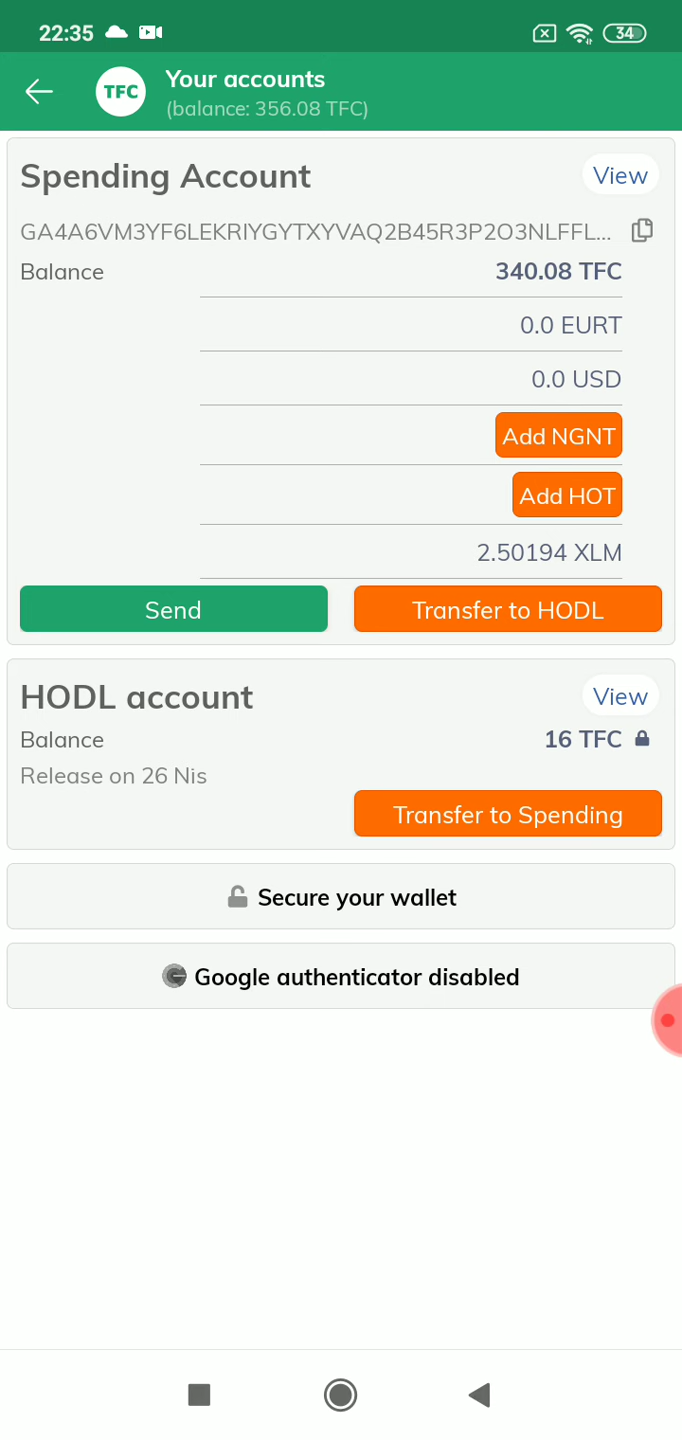 22:35
34
TFC
Your accounts
(balance: 356.08 TFC)
Spending Account
View
GA4A6VM3YF6LEKRIYGYTXYVAQ2B45R3P2O3NLFFL...
Balance
340.08 TFC
0.0 EURT
0.0 USD
Add NGNT
Add HOT
2.50194 XLM
Send
Transfer to HODL
HODL account
View
Balance
16 TFC
Release on 26 Nis
Transfer to Spending
Secure your wallet
Google authenticator disabled